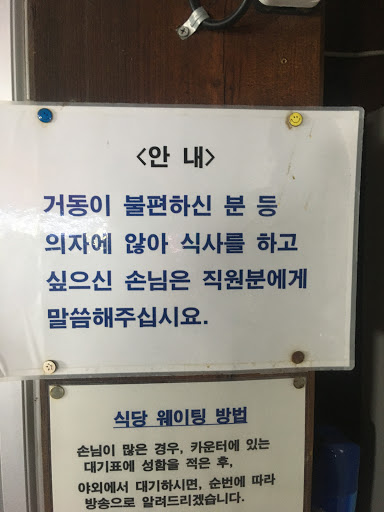 <안 내>
거동이 불편하신 분 등
의자에 않아 식사를 하고
싶으신 손님은 직원분에게
말씀해주십시요.
식당 웨이팅 방법
손님이 많은 경우, 카운터에 있는
대기표에 성함을 적은 후,
야외에서 대기하시면, 순번에 따라
방송으로 알려드리겠습니다.